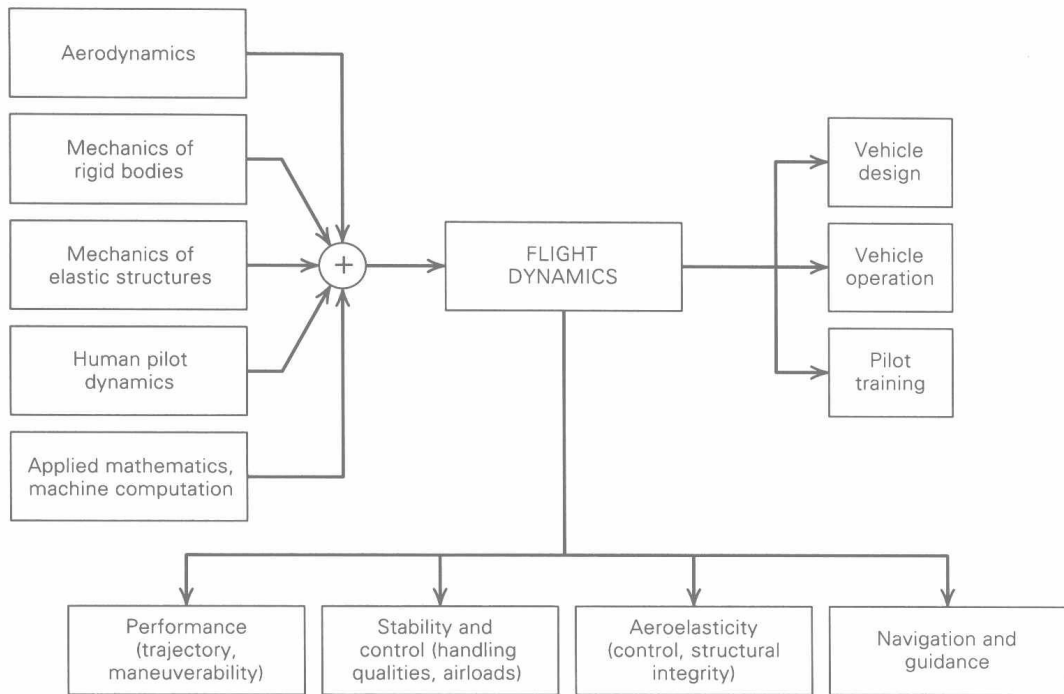 Aerodynamics
Mechanics of
rigid bodies
Mechanics of
elastic structures
Human pilot
dynamics
Applied mathematics,
machine computation
+
FLIGHT
DYNAMICS
Vehicle
design
Vehicle
operation
Pilot
training
Performance
(trajectory,
maneuverability)
Stability and
control (handling
qualities, airloads)
Aeroelasticity
(control, structural
integrity)
Navigation and
guidance